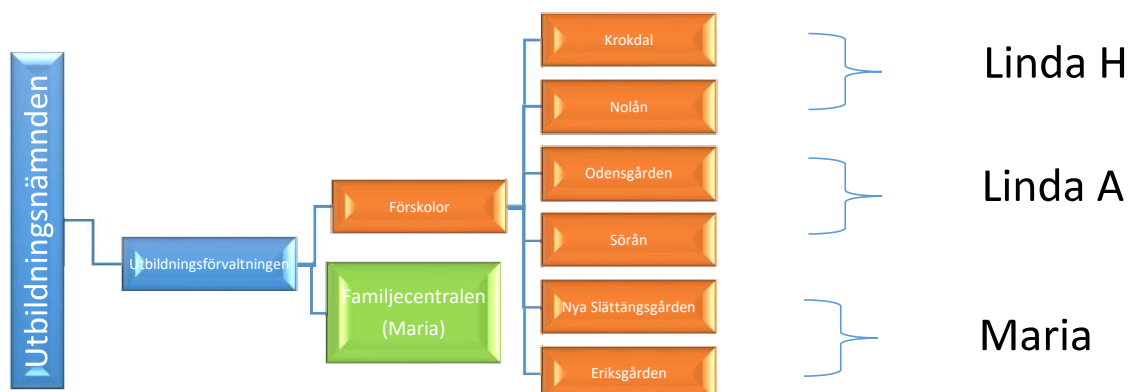 Utbildningsnämnden
Utbildningsförvaltningen
Förskolor
Familjecentralen
(Maria)
Krokdal
Nolån
Odensgården
Sörån
Nya Slättängsgården
Eriksgården
Linda H
Linda A
Maria